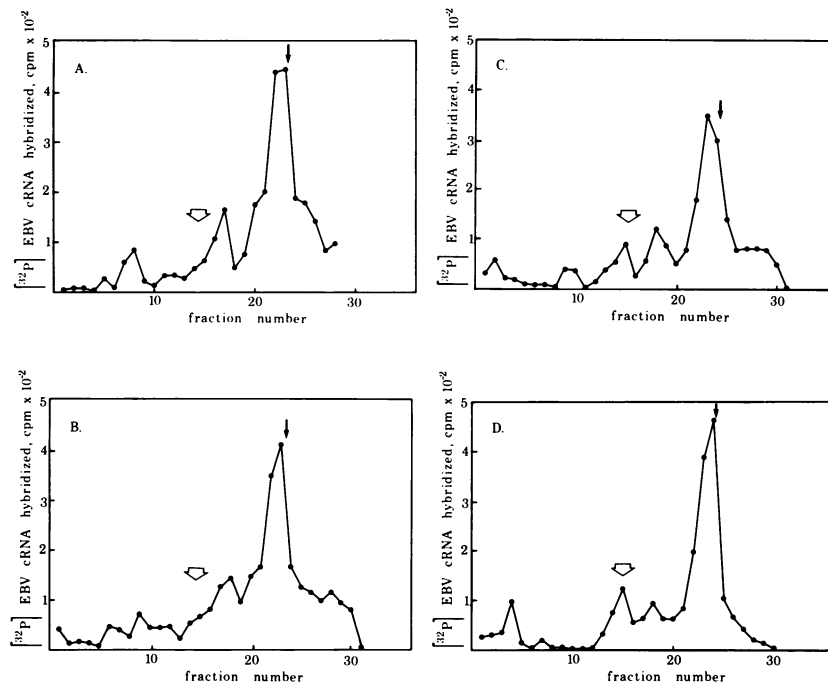 A.
[32P] EBV cRNA hybridized, cpm x 10-2
5
4
3
2
1
10
20
30
fraction number
C.
[32P] EBV cRNA hybridized, cpm x 10-2
5
4
3
2
1
10
20
30
fraction number
B.
[32P] EBV cRNA hybridized, cpm x 10-2
5
4
3
2
1
10
20
30
fraction number
D.
[32P] EBV cRNA hybridized, cpm x 10-2
5
4
3
2
1
10
20
30
fraction number